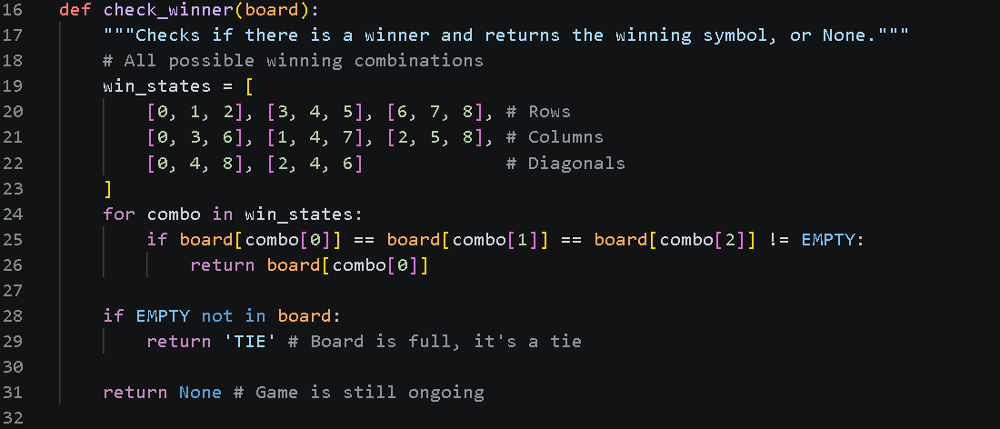 16 def check_winner(board):
17     """Checks if there is a winner and returns the winning symbol, or None."""
18     # All possible winning combinations
19     win_states = [
20         [0, 1, 2], [3, 4, 5], [6, 7, 8], # Rows
21         [0, 3, 6], [1, 4, 7], [2, 5, 8], # Columns
22         [0, 4, 8], [2, 4, 6]             # Diagonals
23     ]
24     for combo in win_states:
25         if board[combo[0]] == board[combo[1]] == board[combo[2]] != EMPTY:
26             return board[combo[0]]
27
28     if EMPTY not in board:
29         return 'TIE' # Board is full, it's a tie
30
31     return None # Game is still ongoing
32